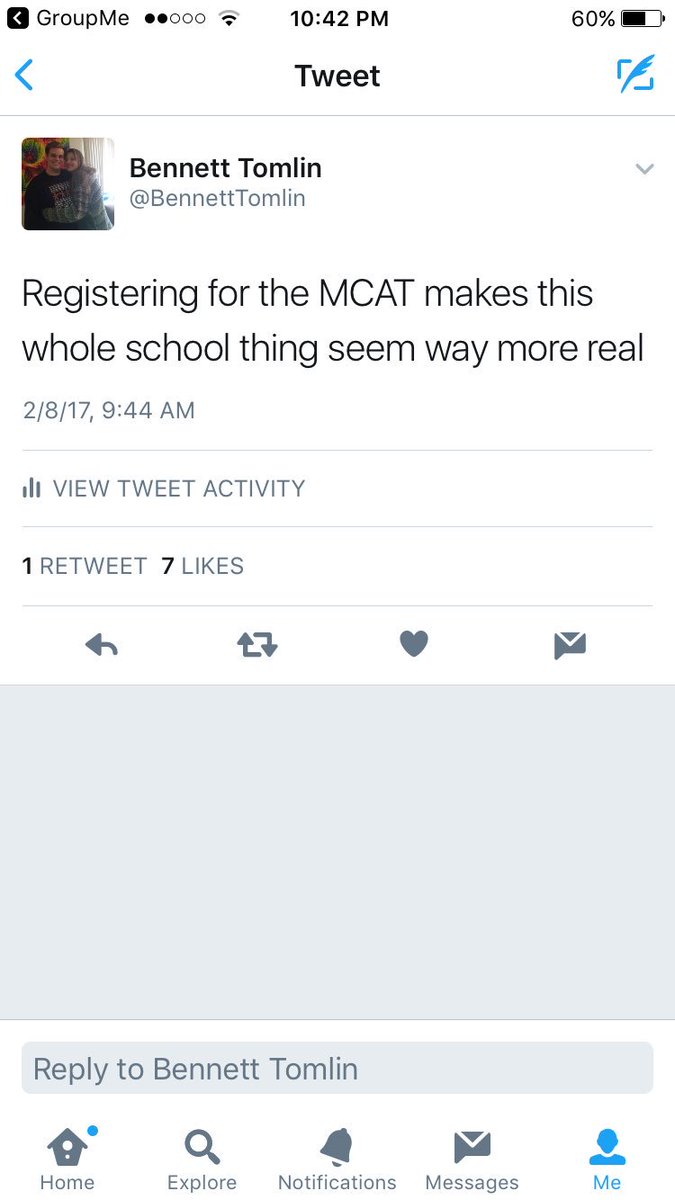 GroupMe 10:42 PM 60%
Tweet
Bennett Tomlin
@BennettTomlin
Registering for the MCAT makes this
whole school thing seem way more real
2/8/17, 9:44 AM
VIEW TWEET ACTIVITY
1 RETWEET 7 LIKES
Reply to Bennett Tomlin
Home Explore Notifications Messages Me